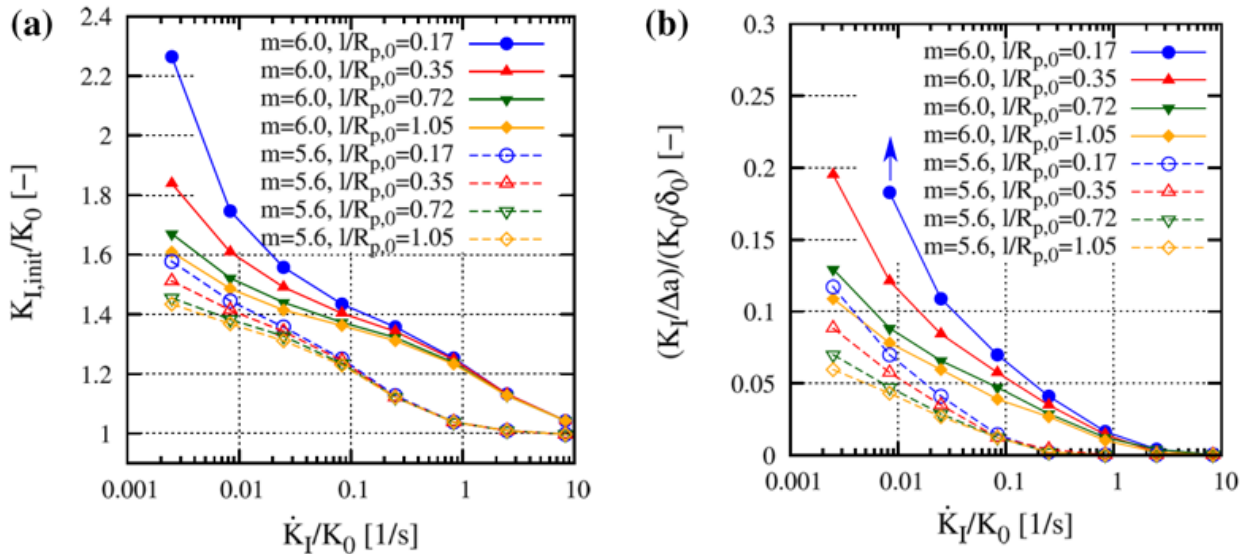 (a)
2.4
2.2
2
1.8
1.6
1.4
1.2
1
K_I,init/K_0 [−]
m=6.0, l/R_p,0=0.17
m=6.0, l/R_p,0=0.35
m=6.0, l/R_p,0=0.72
m=6.0, l/R_p,0=1.05
m=5.6, l/R_p,0=0.17
m=5.6, l/R_p,0=0.35
m=5.6, l/R_p,0=0.72
m=5.6, l/R_p,0=1.05
0.001 0.01 0.1 1 10
K̇_I/K_0 [1/s]
(b)
0.3
0.25
0.2
0.15
0.1
0.05
0
(K_I/Δa)/(K_0/δ_0) [−]
m=6.0, l/R_p,0=0.17
m=6.0, l/R_p,0=0.35
m=6.0, l/R_p,0=0.72
m=6.0, l/R_p,0=1.05
m=5.6, l/R_p,0=0.17
m=5.6, l/R_p,0=0.35
m=5.6, l/R_p,0=0.72
m=5.6, l/R_p,0=1.05
0.001 0.01 0.1 1 10
K̇_I/K_0 [1/s]